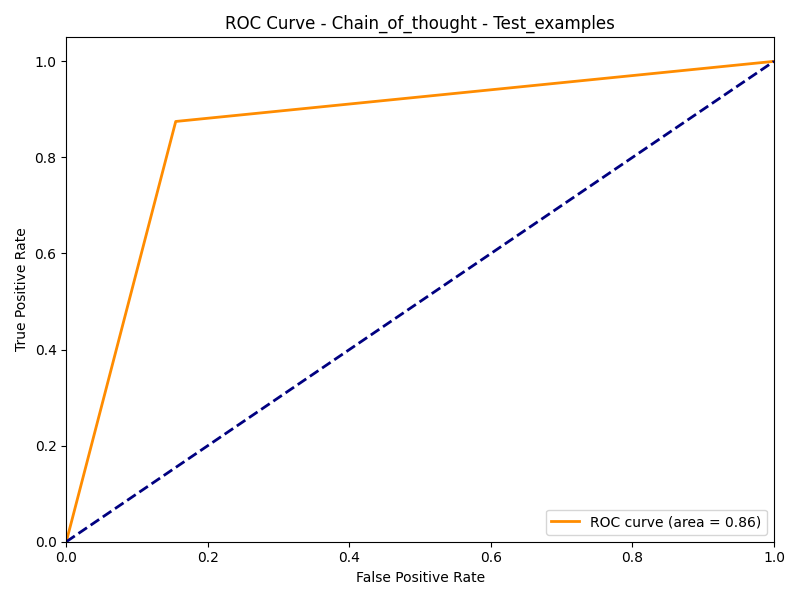 ROC Curve - Chain_of_thought - Test_examples
True Positive Rate
1.0
0.8
0.6
0.4
0.2
0.0
0.0 0.2 0.4 0.6 0.8 1.0
False Positive Rate
ROC curve (area = 0.86)